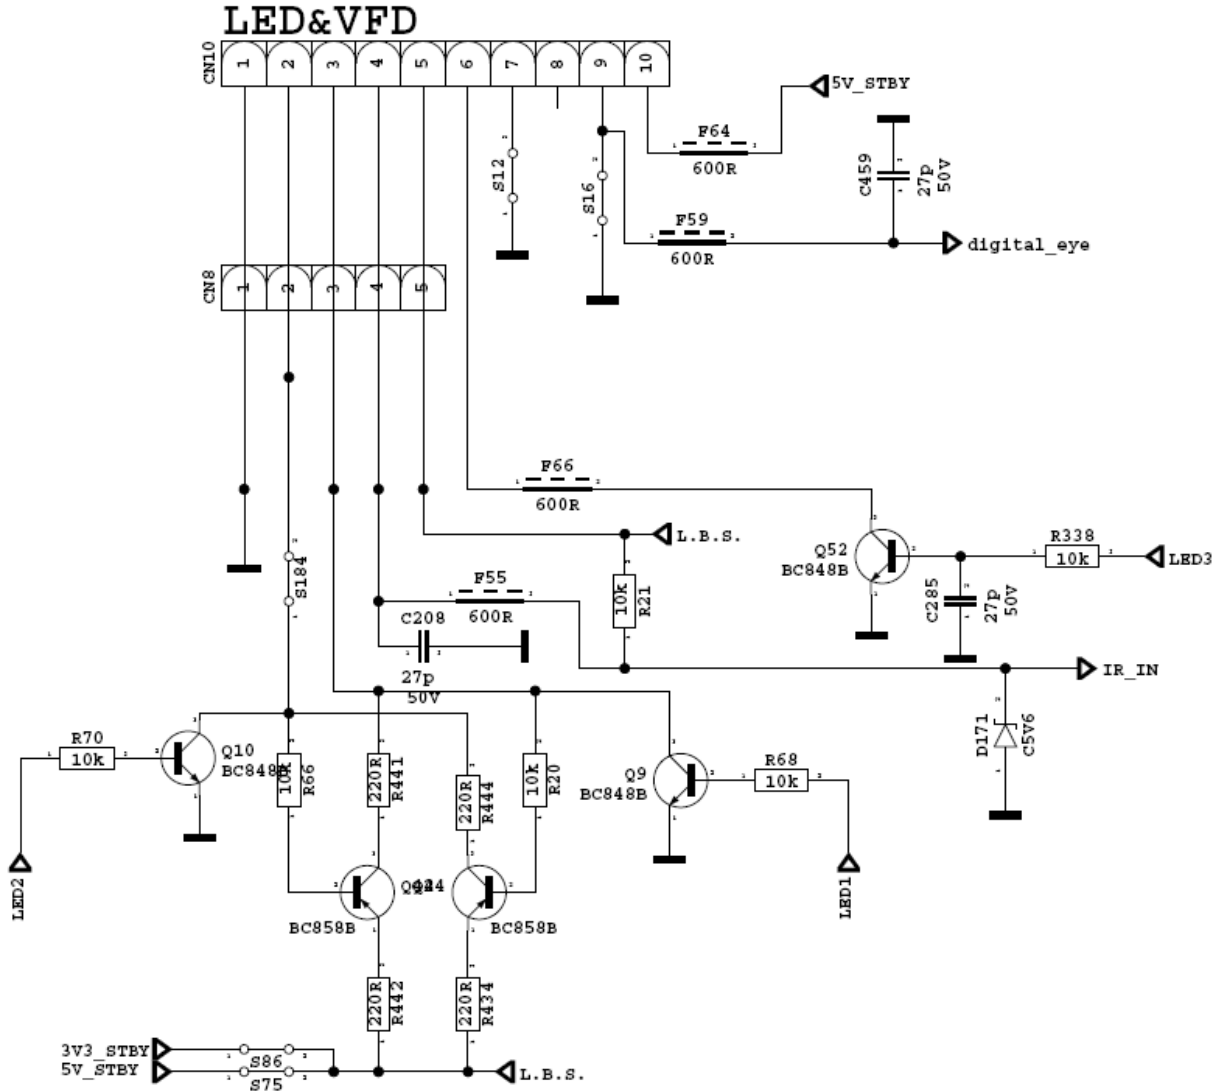 LED&VFD
CN10
1 2 3 4 5 6 7 8 9 10
5V_STBY
F64
600R
C459
27p
50V
S12
S16
F59
600R
digital_eye
CN8
1 2 3 4 5
F66
600R
L.B.S.
Q52
BC848B
R338
10k
LED3
S184
F55
600R
10k
R21
C285
27p
50V
C208
27p
50V
IR_IN
D171
C5V6
R70
10k
Q10
BC848B
10k
R66
220R
R441
220R
R444
10k
R20
Q9
BC848B
R68
10k
LED2
LED1
BC858B
BC858B
220R
R442
220R
R434
3V3_STBY
S86
5V_STBY
S75
L.B.S.